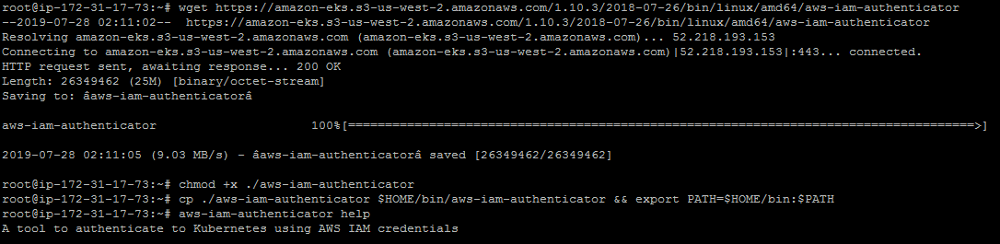 root@ip-172-31-17-73:~# wget https://amazon-eks.s3-us-west-2.amazonaws.com/1.10.3/2018-07-26/bin/linux/amd64/aws-iam-authenticator
--2019-07-28 02:11:02--  https://amazon-eks.s3-us-west-2.amazonaws.com/1.10.3/2018-07-26/bin/linux/amd64/aws-iam-authenticator
Resolving amazon-eks.s3-us-west-2.amazonaws.com (amazon-eks.s3-us-west-2.amazonaws.com)... 52.218.193.153
Connecting to amazon-eks.s3-us-west-2.amazonaws.com (amazon-eks.s3-us-west-2.amazonaws.com)|52.218.193.153|:443... connected.
HTTP request sent, awaiting response... 200 OK
Length: 26349462 (25M) [binary/octet-stream]
Saving to: âaws-iam-authenticatorâ
aws-iam-authenticator                     100%[=====================================================================================>]
2019-07-28 02:11:05 (9.03 MB/s) - âaws-iam-authenticatorâ saved [26349462/26349462]
root@ip-172-31-17-73:~# chmod +x ./aws-iam-authenticator
root@ip-172-31-17-73:~# cp ./aws-iam-authenticator $HOME/bin/aws-iam-authenticator && export PATH=$HOME/bin:$PATH
root@ip-172-31-17-73:~# aws-iam-authenticator help
A tool to authenticate to Kubernetes using AWS IAM credentials